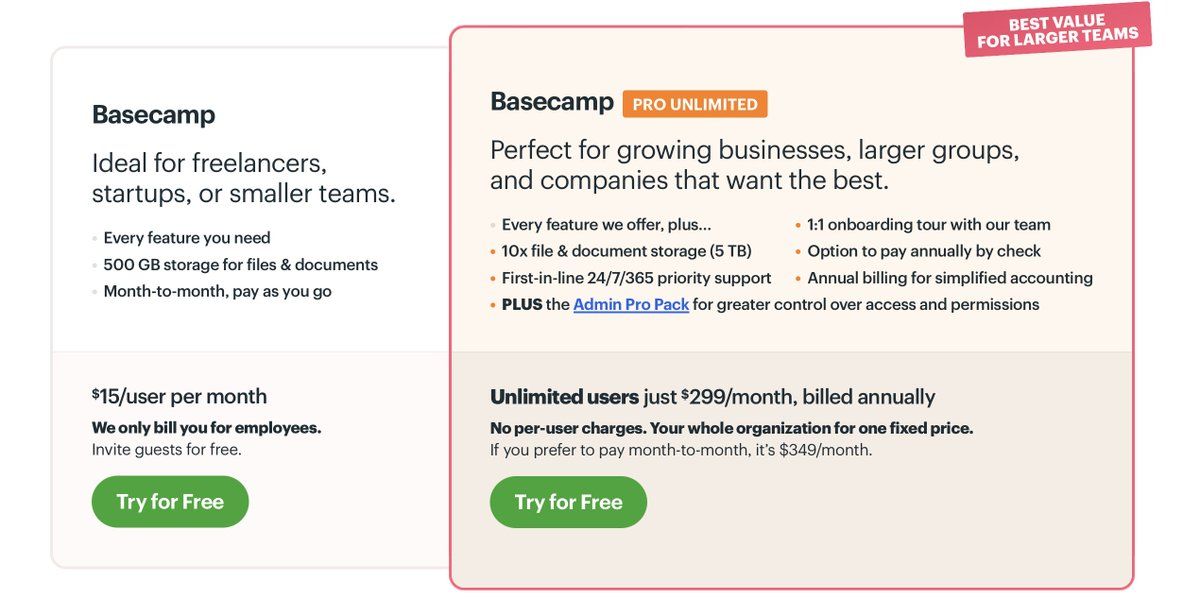 BEST VALUE
FOR LARGER TEAMS
Basecamp
Ideal for freelancers,
startups, or smaller teams.
• Every feature you need
• 500 GB storage for files & documents
• Month-to-month, pay as you go
$15/user per month
We only bill you for employees.
Invite guests for free.
Try for Free
Basecamp PRO UNLIMITED
Perfect for growing businesses, larger groups,
and companies that want the best.
• Every feature we offer, plus...
• 10x file & document storage (5 TB)
• First-in-line 24/7/365 priority support
• 1:1 onboarding tour with our team
• Option to pay annually by check
• Annual billing for simplified accounting
• PLUS the Admin Pro Pack for greater control over access and permissions
Unlimited users just $299/month, billed annually
No per-user charges. Your whole organization for one fixed price.
If you prefer to pay month-to-month, it's $349/month.
Try for Free